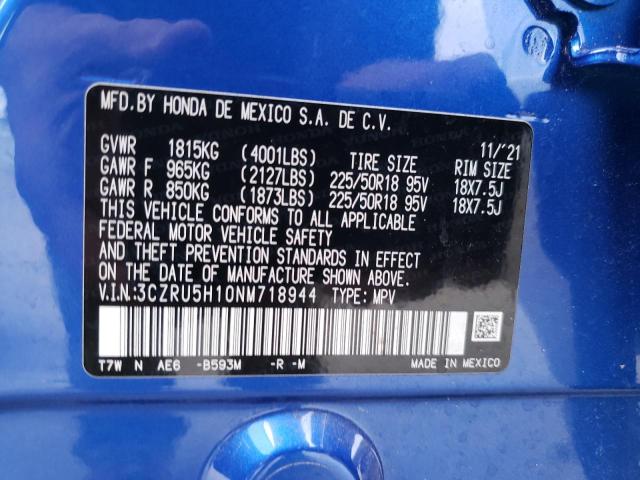 MFD.BY HONDA DE MEXICO S.A. DE C.V.
GVWR 1815KG (4001LBS) TIRE SIZE 11/'21 RIM SIZE
GAWR F 965KG (2127LBS) 225/50R18 95V 18X7.5J
GAWR R 850KG (1873LBS) 225/50R18 95V 18X7.5J
THIS VEHICLE CONFORMS TO ALL APPLICABLE
FEDERAL MOTOR VEHICLE SAFETY
AND THEFT PREVENTION STANDARDS IN EFFECT
ON THE DATE OF MANUFACTURE SHOWN ABOVE.
V.I.N:3CZRU5H10NM718944 TYPE: MPV
T7W N AE6 -B593M -R -M MADE IN MEXICO